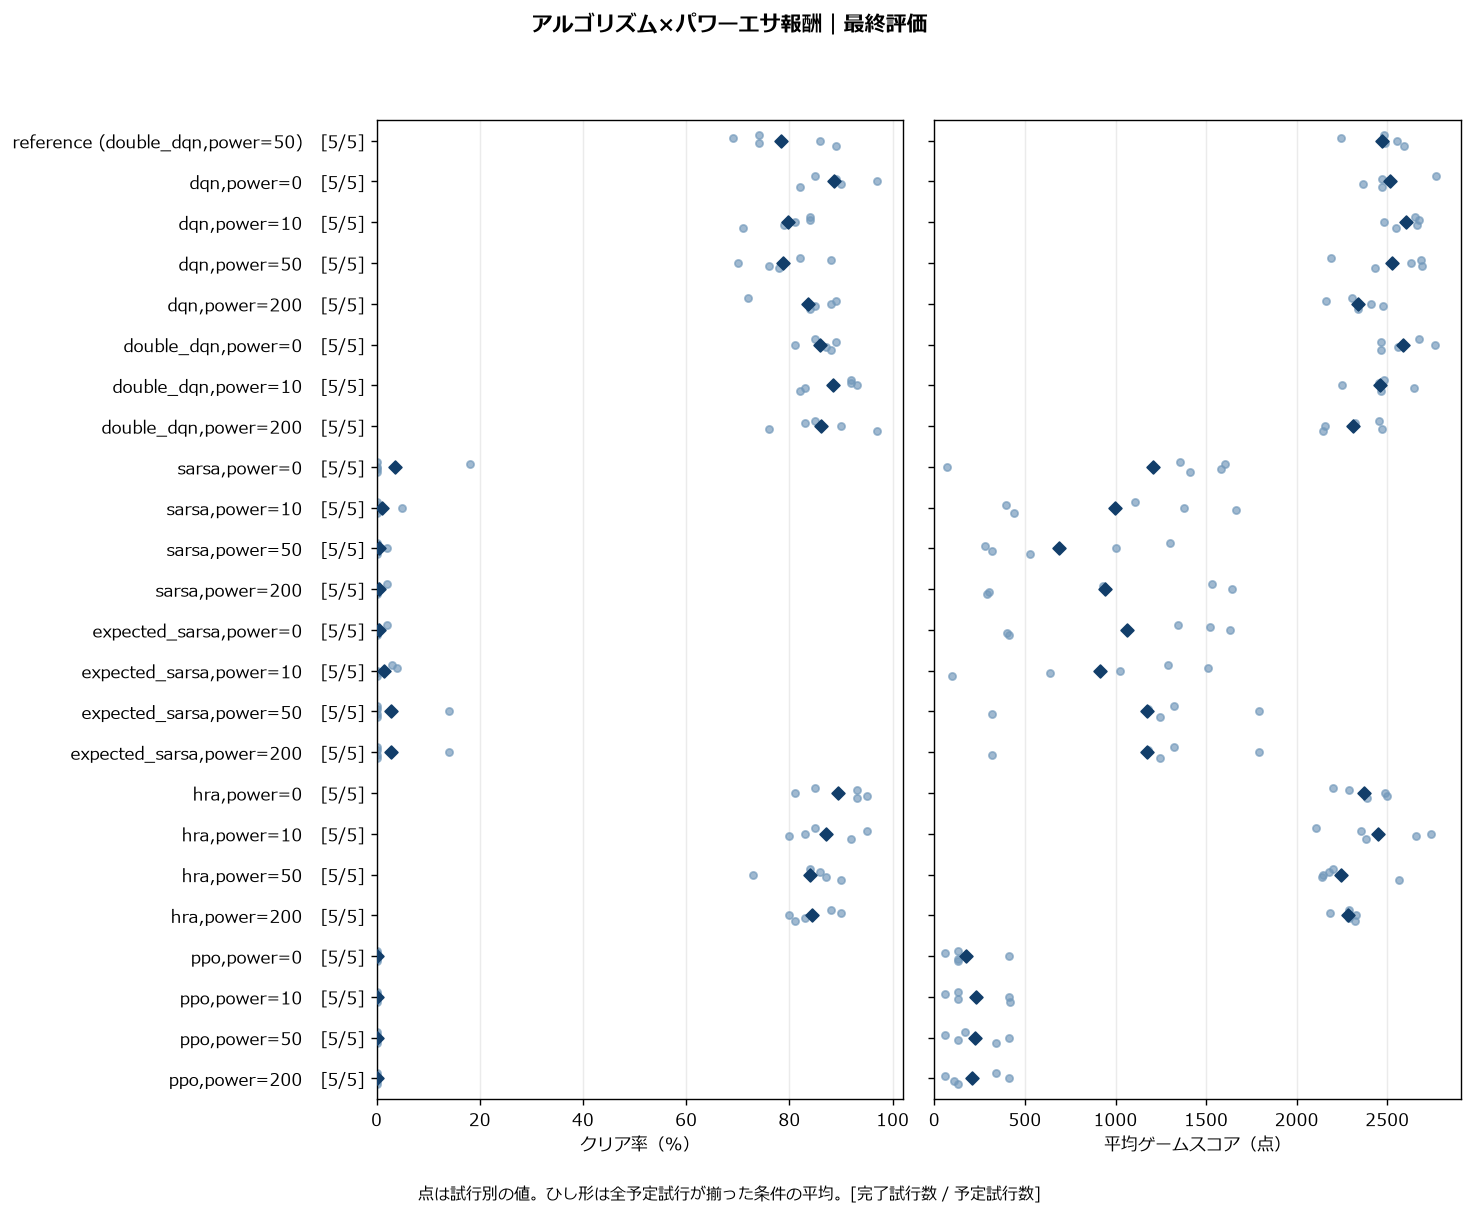 アルゴリズム×パワーエサ報酬｜最終評価
reference (double_dqn,power=50) [5/5]
dqn,power=0 [5/5]
dqn,power=10 [5/5]
dqn,power=50 [5/5]
dqn,power=200 [5/5]
double_dqn,power=0 [5/5]
double_dqn,power=10 [5/5]
double_dqn,power=200 [5/5]
sarsa,power=0 [5/5]
sarsa,power=10 [5/5]
sarsa,power=50 [5/5]
sarsa,power=200 [5/5]
expected_sarsa,power=0 [5/5]
expected_sarsa,power=10 [5/5]
expected_sarsa,power=50 [5/5]
expected_sarsa,power=200 [5/5]
hra,power=0 [5/5]
hra,power=10 [5/5]
hra,power=50 [5/5]
hra,power=200 [5/5]
ppo,power=0 [5/5]
ppo,power=10 [5/5]
ppo,power=50 [5/5]
ppo,power=200 [5/5]
0 20 40 60 80 100
クリア率（%）
0 500 1000 1500 2000 2500
平均ゲームスコア（点）
点は試行別の値。ひし形は全予定試行が揃った条件の平均。[完了試行数 / 予定試行数]